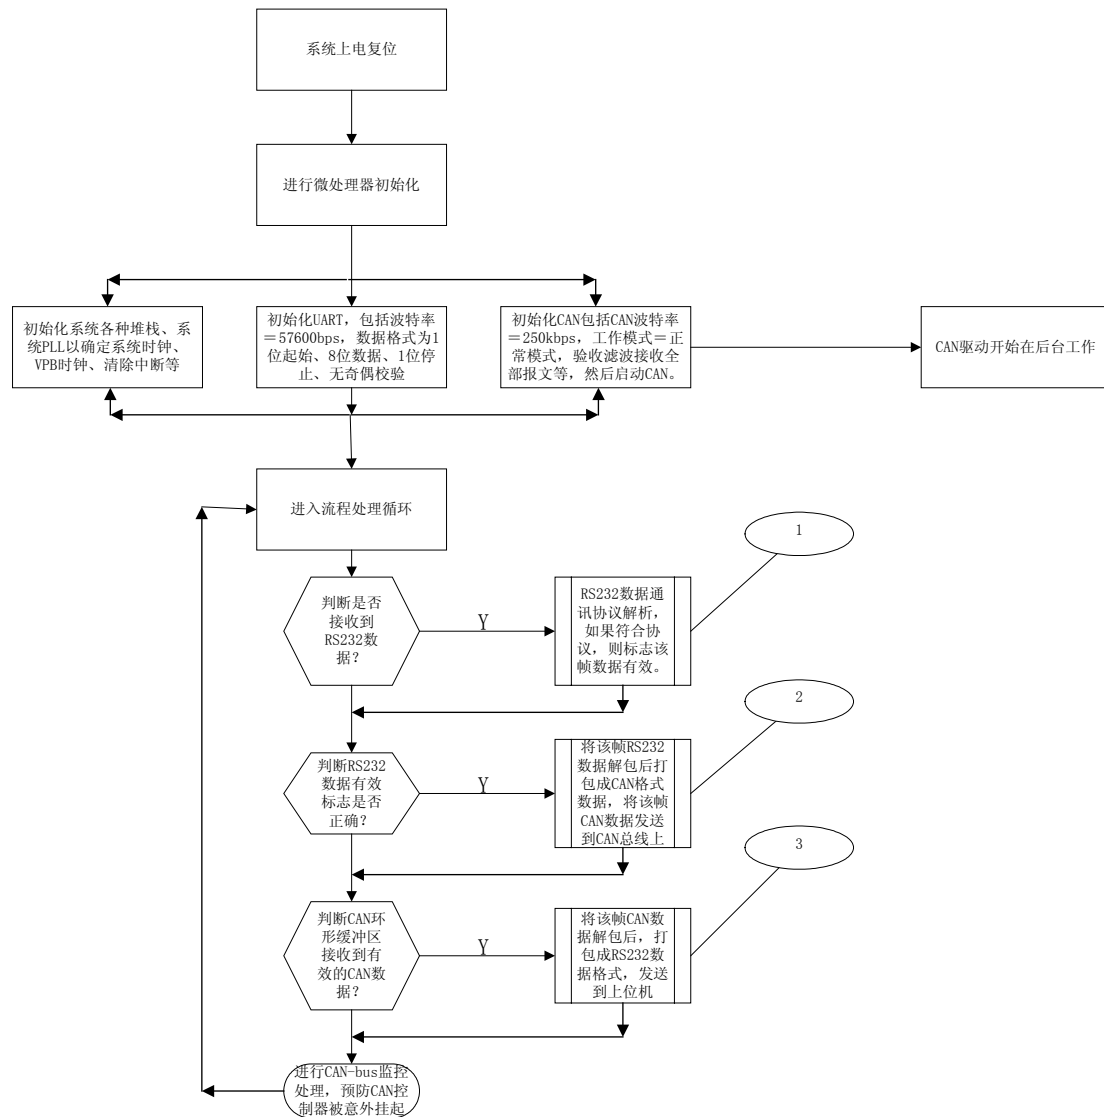 系统上电复位
进行微处理器初始化
初始化系统各种堆栈、系
统PLL以确定系统时钟、
VPB时钟、清除中断等
初始化UART，包括波特率
＝57600bps，数据格式为1
位起始、8位数据、1位停
止、无奇偶校验
初始化CAN包括CAN波特率
＝250kbps，工作模式＝正
常模式，验收滤波接收全
部报文等，然后启动CAN。
CAN驱动开始在后台工作
进入流程处理循环
1
判断是否
接收到
RS232数
据？
Y
RS232数据通
讯协议解析，
如果符合协
议，则标志该
帧数据有效。
2
判断RS232
数据有效
标志是否
正确？
Y
将该帧RS232
数据解包后打
包成CAN格式
数据，将该帧
CAN数据发送
到CAN总线上
3
判断CAN环
形缓冲区
接收到有
效的CAN数
据？
Y
将该帧CAN数
据解包后，打
包成RS232数
据格式，发送
到上位机
进行CAN-bus监控
处理，预防CAN控
制器被意外挂起